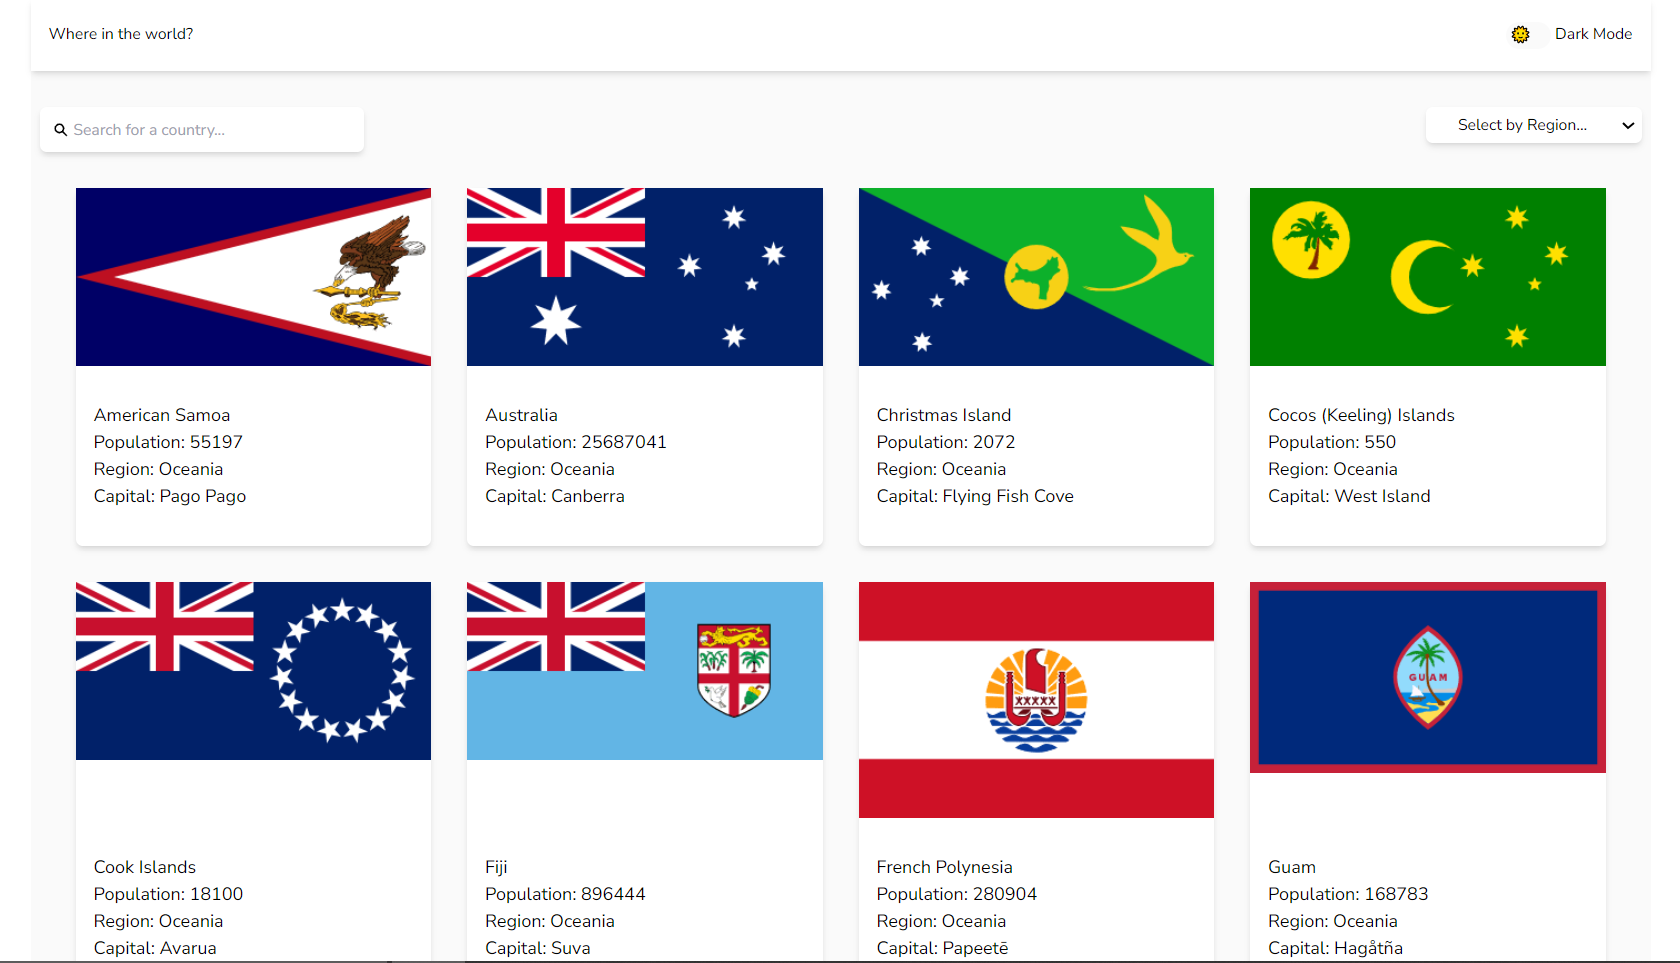 Where in the world?
Dark Mode
Search for a country...
Select by Region...
American Samoa
Population: 55197
Region: Oceania
Capital: Pago Pago
Australia
Population: 25687041
Region: Oceania
Capital: Canberra
Christmas Island
Population: 2072
Region: Oceania
Capital: Flying Fish Cove
Cocos (Keeling) Islands
Population: 550
Region: Oceania
Capital: West Island
GUAM
Cook Islands
Population: 18100
Region: Oceania
Capital: Avarua
Fiji
Population: 896444
Region: Oceania
Capital: Suva
French Polynesia
Population: 280904
Region: Oceania
Capital: Papeetē
Guam
Population: 168783
Region: Oceania
Capital: Hagåtña